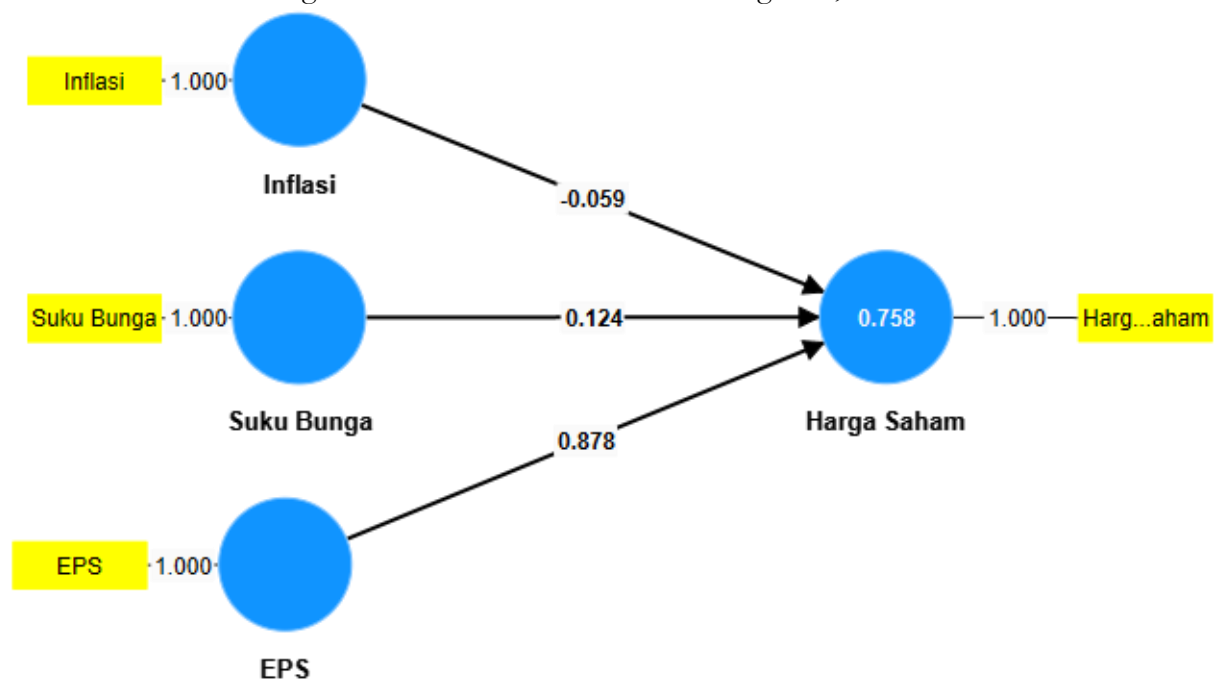 Inflasi
1.000
Inflasi
-0.059
Suku Bunga
1.000
0.124
0.758
1.000
Harg...aham
Suku Bunga
Harga Saham
0.878
EPS
1.000
EPS